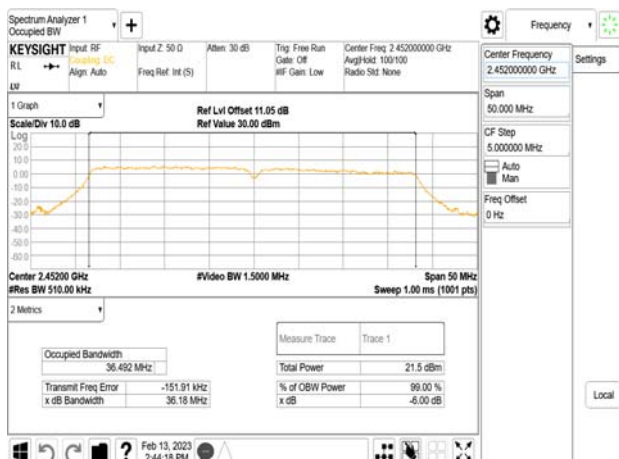 Spectrum Analyzer 1
Occupied BW
Frequency
KEYSIGHT
Input: RF
Coupling: DC
Align: Auto
Input Z: 50 Ω
Freq Ref: Int (S)
Atten: 30 dB
Trig: Free Run
Gate: Off
#IF Gain: Low
Center Freq: 2.452000000 GHz
Avg|Hold: 100/100
Radio Std: None
RL
LXI
Center Frequency
2.452000000 GHz
Settings
Span
50.000 MHz
CF Step
5.000000 MHz
Auto
Man
Freq Offset
0 Hz
Local
1 Graph
Scale/Div 10.0 dB
Ref Lvl Offset 11.05 dB
Ref Value 30.00 dBm
Log
20.0
10.0
0.00
-10.0
-20.0
-30.0
-40.0
-50.0
-60.0
Center 2.45200 GHz
#Res BW 510.00 kHz
#Video BW 1.5000 MHz
Span 50 MHz
Sweep 1.00 ms (1001 pts)
2 Metrics
Measure Trace Trace 1
Occupied Bandwidth
36.492 MHz
Total Power 21.5 dBm
Transmit Freq Error -151.91 kHz
% of OBW Power 99.00 %
x dB Bandwidth 36.18 MHz
x dB -6.00 dB
?
Feb 13, 2023
2:44:18 PM